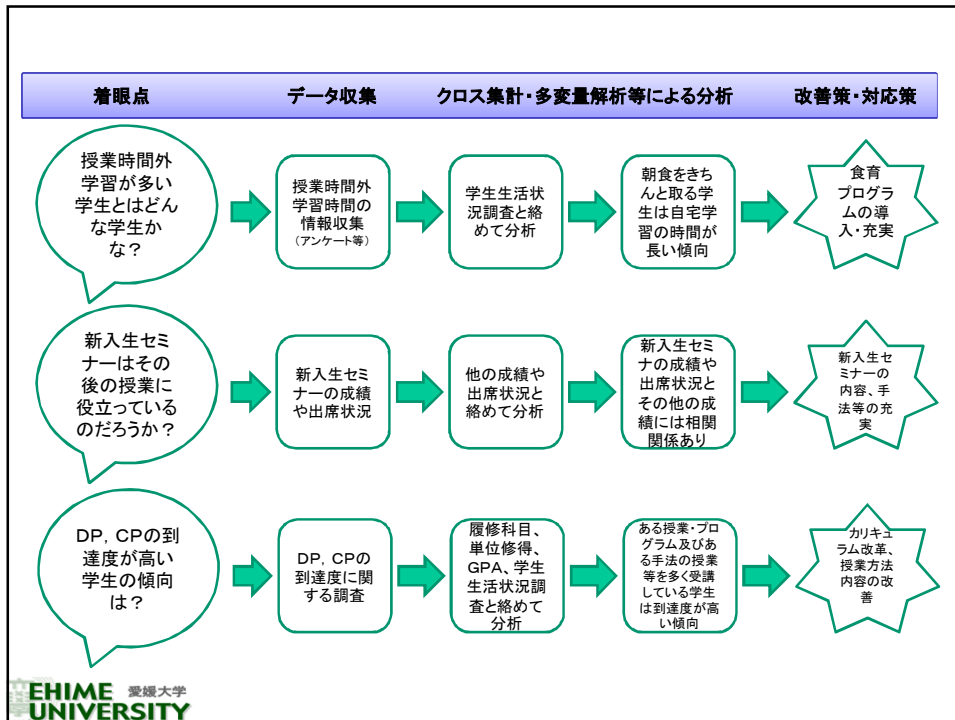 着眼点
データ収集
クロス集計・多変量解析等による分析
改善策・対応策
授業時間外
学習が多い
学生とはどん
な学生か
な？
授業時間外
学習時間の
情報収集
（アンケート等）
学生生活状
況調査と絡
めて分析
朝食をきち
んと取る学
生は自宅学
習の時間が
長い傾向
食育
プログラ
ムの導
入・充実
新入生セミ
ナーはその
後の授業に
役立っている
のだろうか？
新入生セミ
ナーの成績
や出席状況
他の成績や
出席状況と
絡めて分析
新入生セミ
ナの成績や
出席状況と
その他の成
績には相関
関係あり
新入生セ
ミナーの
内容、手
法等の充
実
DP，CPの到
達度が高い
学生の傾向
は？
DP，CPの
到達度に関
する調査
履修科目、
単位修得、
GPA、学生
生活状況調
査と絡めて
分析
ある授業・プロ
グラム及びあ
る手法の授業
等を多く受講
している学生
は到達度が高
い傾向
カリキュ
ラム改革、
授業方法
内容の改
善
EHIME 愛媛大学
UNIVERSITY